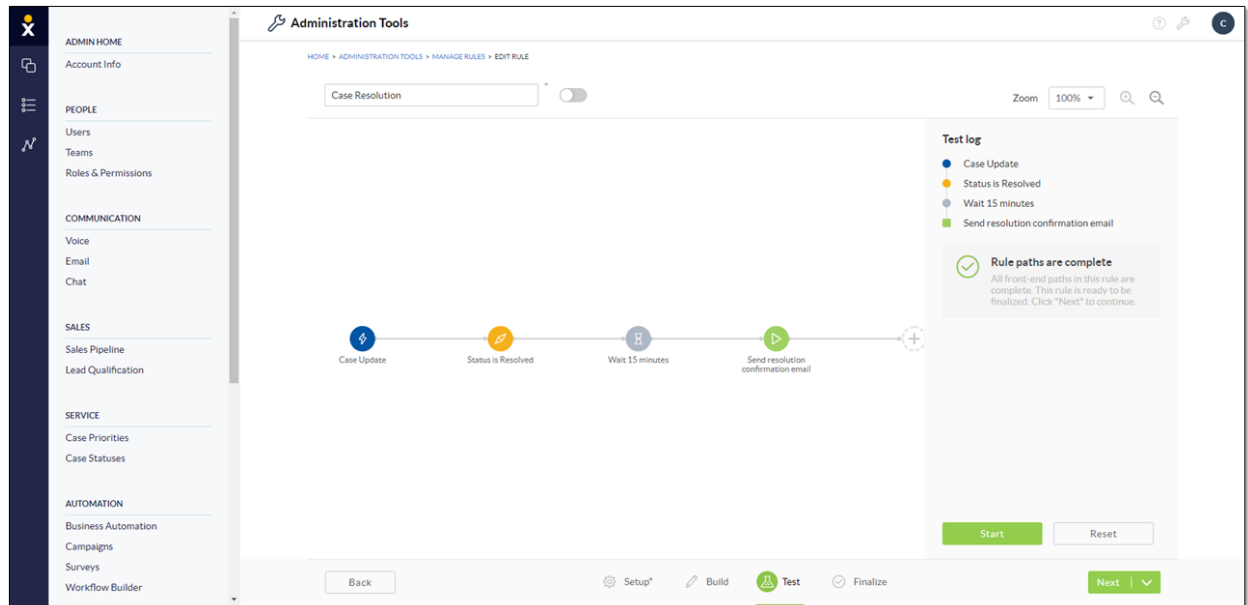 Administration Tools
C
ADMIN HOME
Account Info
PEOPLE
Users
Teams
Roles & Permissions
COMMUNICATION
Voice
Email
Chat
SALES
Sales Pipeline
Lead Qualification
SERVICE
Case Priorities
Case Statuses
AUTOMATION
Business Automation
Campaigns
Surveys
Workflow Builder
HOME > ADMINISTRATION TOOLS > MANAGE RULES > EDIT RULE
Case Resolution *
Zoom 100%
Case Update
Status is Resolved
Wait 15 minutes
Send resolution
confirmation email
Test log
Case Update
Status is Resolved
Wait 15 minutes
Send resolution confirmation email
Rule paths are complete
All front-end paths in this rule are
complete. This rule is ready to be
finalized. Click "Next" to continue.
Start
Reset
Back
Setup*
Build
Test
Finalize
Next